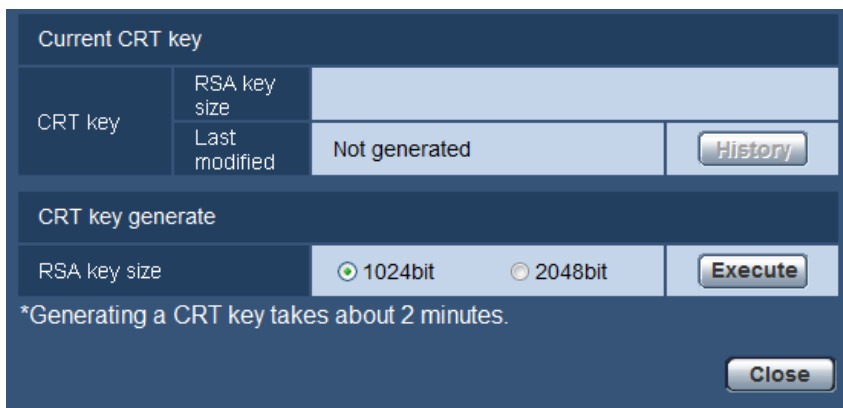 Current CRT key
CRT key
RSA key
size
Last
modified
Not generated
History
CRT key generate
RSA key size
1024bit
2048bit
Execute
*Generating a CRT key takes about 2 minutes.
Close